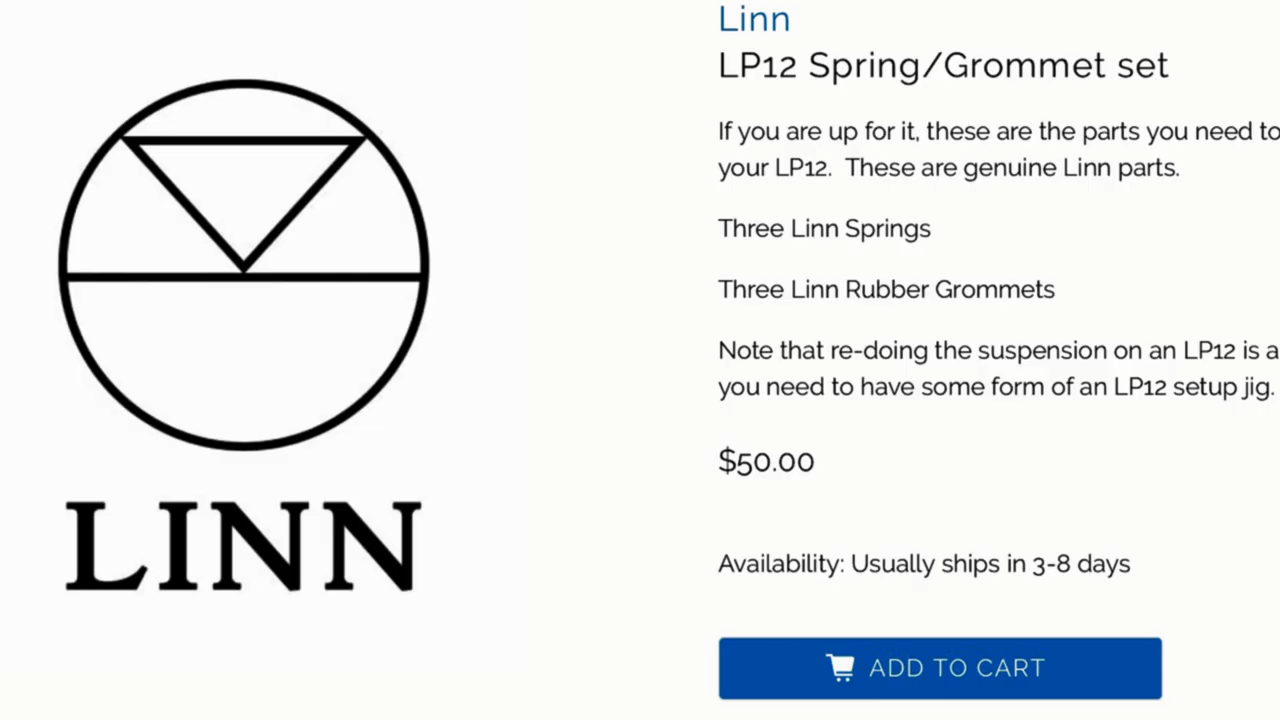 LINN
Linn
LP12 Spring/Grommet set
If you are up for it, these are the parts you need to
your LP12.  These are genuine Linn parts.
Three Linn Springs
Three Linn Rubber Grommets
Note that re-doing the suspension on an LP12 is a
you need to have some form of an LP12 setup jig.
$50.00
Availability: Usually ships in 3-8 days
ADD TO CART